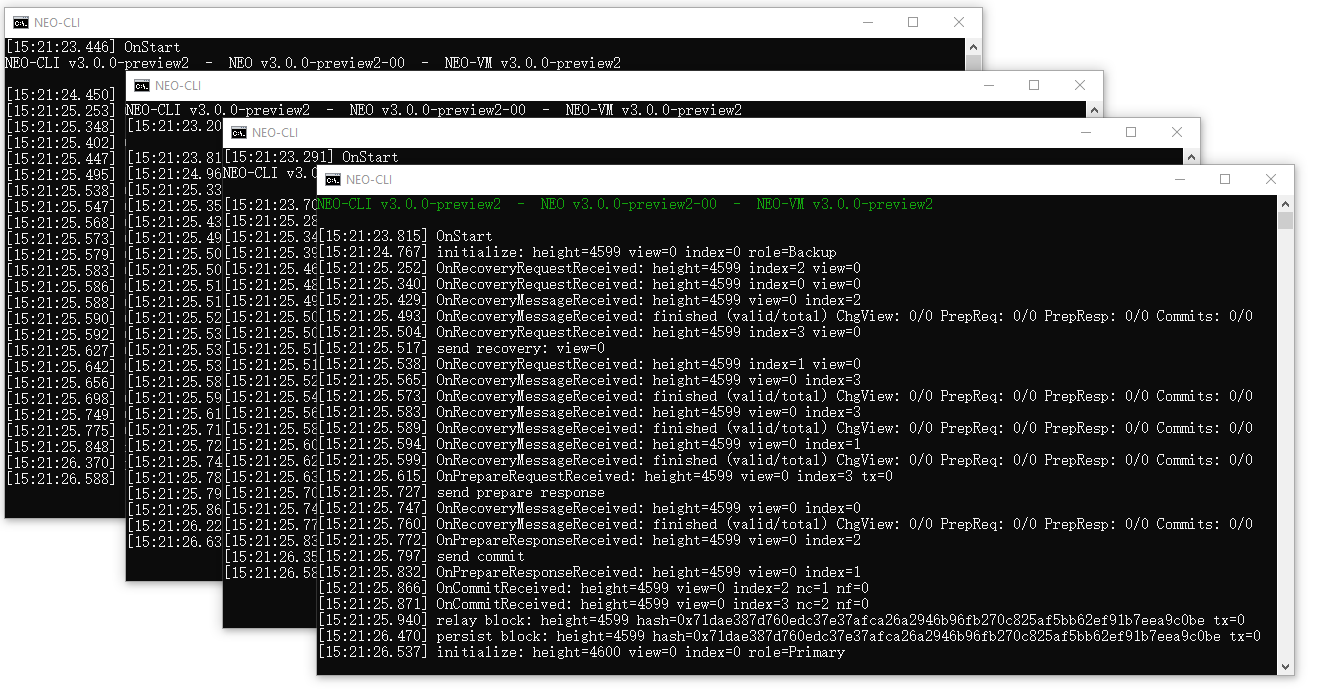 NEO-CLI
[15:21:23.446] OnStart
NEO-CLI v3.0.0-preview2  -  NEO v3.0.0-preview2-00  -  NEO-VM v3.0.0-preview2
[15:21:24.450]
[15:21:25.253]
[15:21:25.348]
[15:21:25.402]
[15:21:25.447]
[15:21:25.495]
[15:21:25.538]
[15:21:25.547]
[15:21:25.568]
[15:21:25.573]
[15:21:25.579]
[15:21:25.583]
[15:21:25.586]
[15:21:25.588]
[15:21:25.590]
[15:21:25.592]
[15:21:25.627]
[15:21:25.642]
[15:21:25.656]
[15:21:25.698]
[15:21:25.749]
[15:21:25.775]
[15:21:25.848]
[15:21:26.370]
[15:21:26.588]
NEO-CLI
NEO-CLI v3.0.0-preview2  -  NEO v3.0.0-preview2-00  -  NEO-VM v3.0.0-preview2
[15:21:23.20
[15:21:23.81
[15:21:24.96
[15:21:25.33
[15:21:25.35
[15:21:25.43
[15:21:25.49
[15:21:25.50
[15:21:25.50
[15:21:25.51
[15:21:25.52
[15:21:25.53
[15:21:25.53
[15:21:25.53
[15:21:25.58
[15:21:25.59
[15:21:25.61
[15:21:25.71
[15:21:25.72
[15:21:25.74
[15:21:25.78
[15:21:25.79
[15:21:25.86
[15:21:26.22
[15:21:26.63
NEO-CLI
[15:21:23.291] OnStart
NEO-CLI v3.0
[15:21:23.70
[15:21:25.28
[15:21:25.34
[15:21:25.39
[15:21:25.46
[15:21:25.48
[15:21:25.49
[15:21:25.50
[15:21:25.51
[15:21:25.51
[15:21:25.52
[15:21:25.54
[15:21:25.56
[15:21:25.58
[15:21:25.60
[15:21:25.62
[15:21:25.63
[15:21:25.70
[15:21:25.74
[15:21:25.77
[15:21:25.83
[15:21:26.35
[15:21:26.58
NEO-CLI
NEO-CLI v3.0.0-preview2  -  NEO v3.0.0-preview2-00  -  NEO-VM v3.0.0-preview2
[15:21:23.815] OnStart
[15:21:24.767] initialize: height=4599 view=0 index=0 role=Backup
[15:21:25.252] OnRecoveryRequestReceived: height=4599 index=2 view=0
[15:21:25.340] OnRecoveryRequestReceived: height=4599 index=0 view=0
[15:21:25.429] OnRecoveryMessageReceived: height=4599 view=0 index=2
[15:21:25.493] OnRecoveryMessageReceived: finished (valid/total) ChgView: 0/0 PrepReq: 0/0 PrepResp: 0/0 Commits: 0/0
[15:21:25.504] OnRecoveryRequestReceived: height=4599 index=3 view=0
[15:21:25.517] send recovery: view=0
[15:21:25.538] OnRecoveryRequestReceived: height=4599 index=1 view=0
[15:21:25.565] OnRecoveryMessageReceived: height=4599 view=0 index=3
[15:21:25.573] OnRecoveryMessageReceived: finished (valid/total) ChgView: 0/0 PrepReq: 0/0 PrepResp: 0/0 Commits: 0/0
[15:21:25.583] OnRecoveryMessageReceived: height=4599 view=0 index=3
[15:21:25.589] OnRecoveryMessageReceived: finished (valid/total) ChgView: 0/0 PrepReq: 0/0 PrepResp: 0/0 Commits: 0/0
[15:21:25.594] OnRecoveryMessageReceived: height=4599 view=0 index=1
[15:21:25.599] OnRecoveryMessageReceived: finished (valid/total) ChgView: 0/0 PrepReq: 0/0 PrepResp: 0/0 Commits: 0/0
[15:21:25.615] OnPrepareRequestReceived: height=4599 view=0 index=3 tx=0
[15:21:25.727] send prepare response
[15:21:25.747] OnRecoveryMessageReceived: height=4599 view=0 index=0
[15:21:25.760] OnRecoveryMessageReceived: finished (valid/total) ChgView: 0/0 PrepReq: 0/0 PrepResp: 0/0 Commits: 0/0
[15:21:25.772] OnPrepareResponseReceived: height=4599 view=0 index=2
[15:21:25.797] send commit
[15:21:25.832] OnPrepareResponseReceived: height=4599 view=0 index=1
[15:21:25.866] OnCommitReceived: height=4599 view=0 index=2 nc=1 nf=0
[15:21:25.871] OnCommitReceived: height=4599 view=0 index=3 nc=2 nf=0
[15:21:25.940] relay block: height=4599 hash=0x71dae387d760edc37e37afca26a2946b96fb270c825af5bb62ef91b7eea9c0be tx=0
[15:21:26.470] persist block: height=4599 hash=0x71dae387d760edc37e37afca26a2946b96fb270c825af5bb62ef91b7eea9c0be tx=0
[15:21:26.537] initialize: height=4600 view=0 index=0 role=Primary